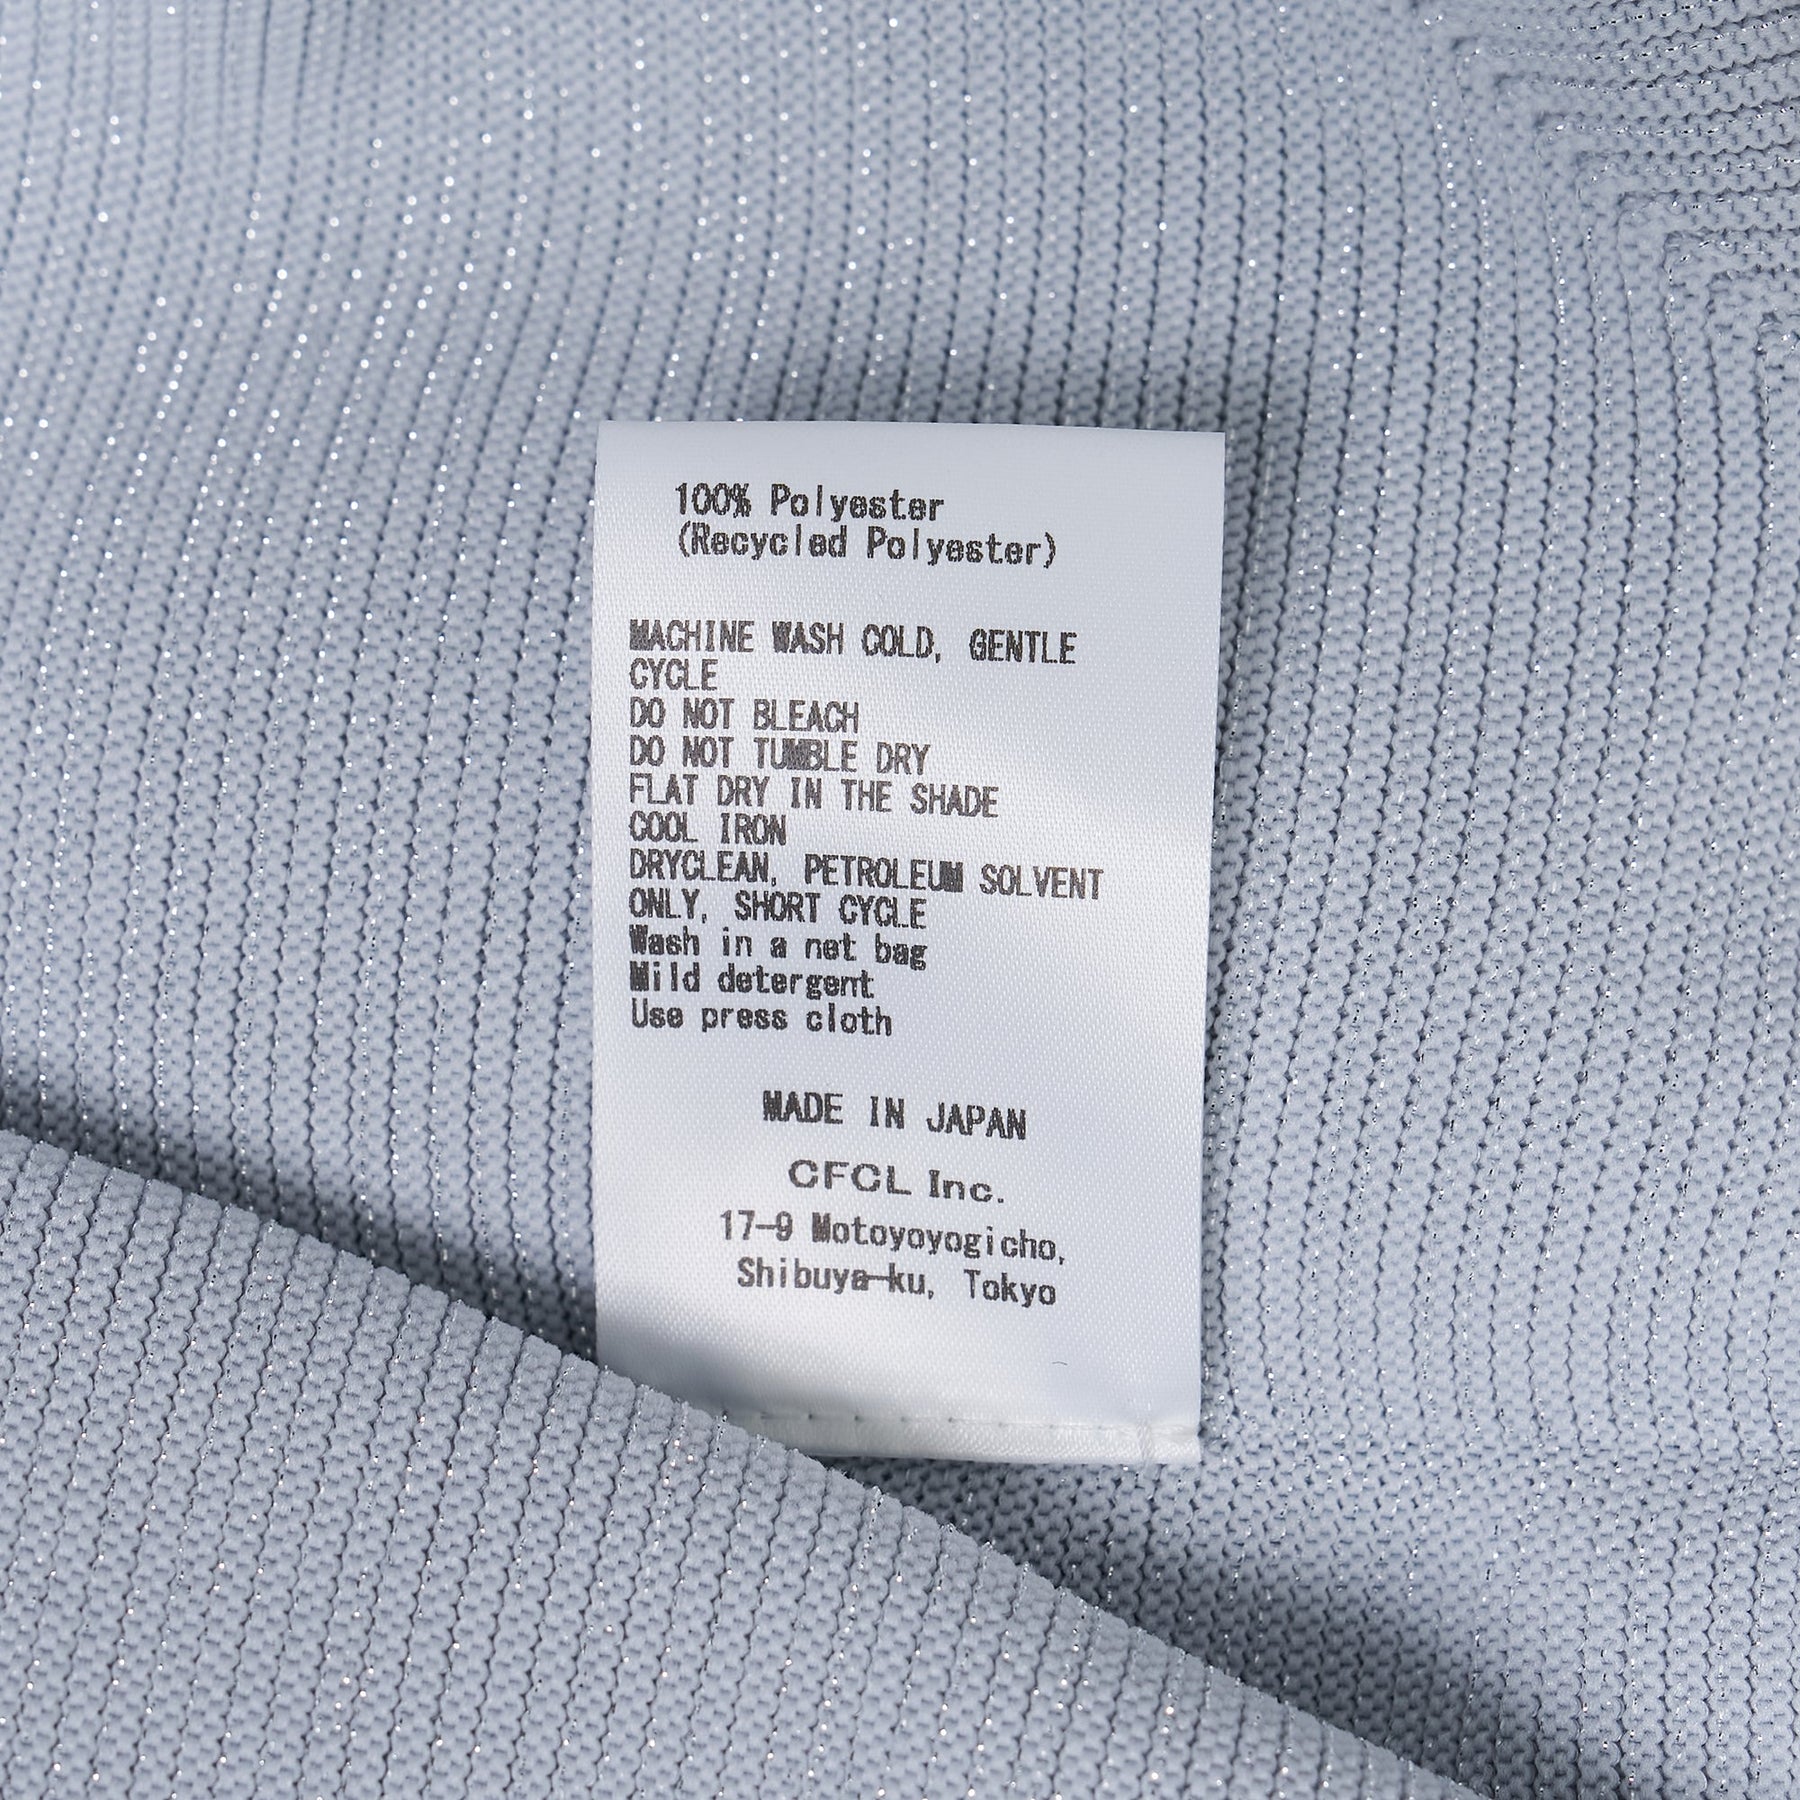 100% Polyester
(Recycled Polyester)
MACHINE WASH COLD, GENTLE
CYCLE
DO NOT BLEACH
DO NOT TUMBLE DRY
FLAT DRY IN THE SHADE
COOL IRON
DRYCLEAN, PETROLEUM SOLVENT
ONLY, SHORT CYCLE
Wash in a net bag
Mild detergent
Use press cloth
MADE IN JAPAN
CFCL Inc.
17-9 Motoyoyogicho,
Shibuya-ku, Tokyo